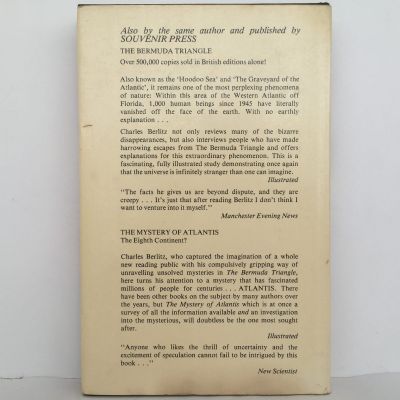 Also by the same author and published by
SOUVENIR PRESS
THE BERMUDA TRIANGLE
Over 500,000 copies sold in British editions alone!
Also known as the 'Hoodoo Sea' and 'The Graveyard of the
Atlantic', it remains one of the most perplexing phenomena
of nature: Within this area of the Western Atlantic off
Florida, 1,000 human beings since 1945 have literally
vanished off the face of the earth. With no earthly
explanation . . .
Charles Berlitz not only reviews many of the bizarre
disappearances, but also interviews people who have made
harrowing escapes from The Bermuda Triangle and offers
explanations for this extraordinary phenomenon. This is a
fascinating, fully illustrated study demonstrating once again
that the universe is infinitely stranger than one can imagine.
Illustrated
"The facts he gives us are beyond dispute, and they are
creepy . . . It's just that after reading Berlitz I don't think I
want to venture into it myself."
Manchester Evening News
THE MYSTERY OF ATLANTIS
The Eighth Continent?
Charles Berlitz, who captured the imagination of a whole
new reading public with his compulsively gripping way of
unravelling unsolved mysteries in The Bermuda Triangle,
here turns his attention to a mystery that has fascinated
millions of people for centuries . . . ATLANTIS. There
have been other books on the subject by many authors over
the years, but The Mystery of Atlantis which is at once a
survey of all the information available and an investigation
into the mysterious, will doubtless be the one most sought
after.
Illustrated
"Anyone who likes the thrill of uncertainty and the
excitement of speculation cannot fail to be intrigued by this
book . . ."
New Scientist